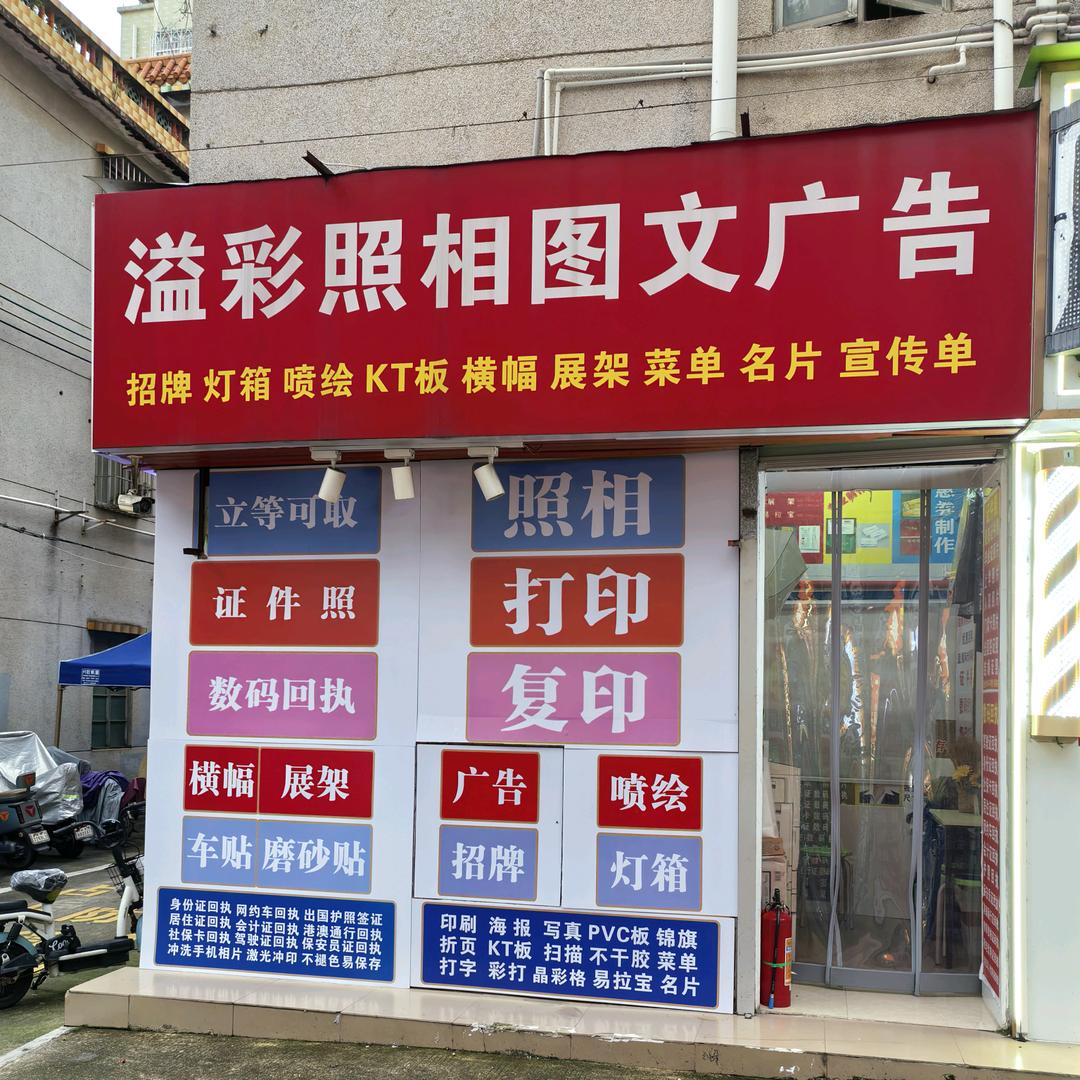 溢彩照相图文广告
招牌 灯箱 喷绘 KT板 横幅 展架 菜单 名片 宣传单
立等可取
照相
证件照
打印
数码回执
复印
横幅 展架
广告
喷绘
车贴 磨砂贴
招牌
灯箱
身份证回执 网约车回执 出国护照签证
居住证回执 会计证回执 港澳通行回执
社保卡回执 驾驶证回执 保安员证回执
冲洗手机相片 激光冲印 不褪色易保存
印刷 海报 写真 PVC板 锦旗
折页 KT板 扫描 不干胶 菜单
打字 彩打 晶彩格 易拉宝 名片
制作